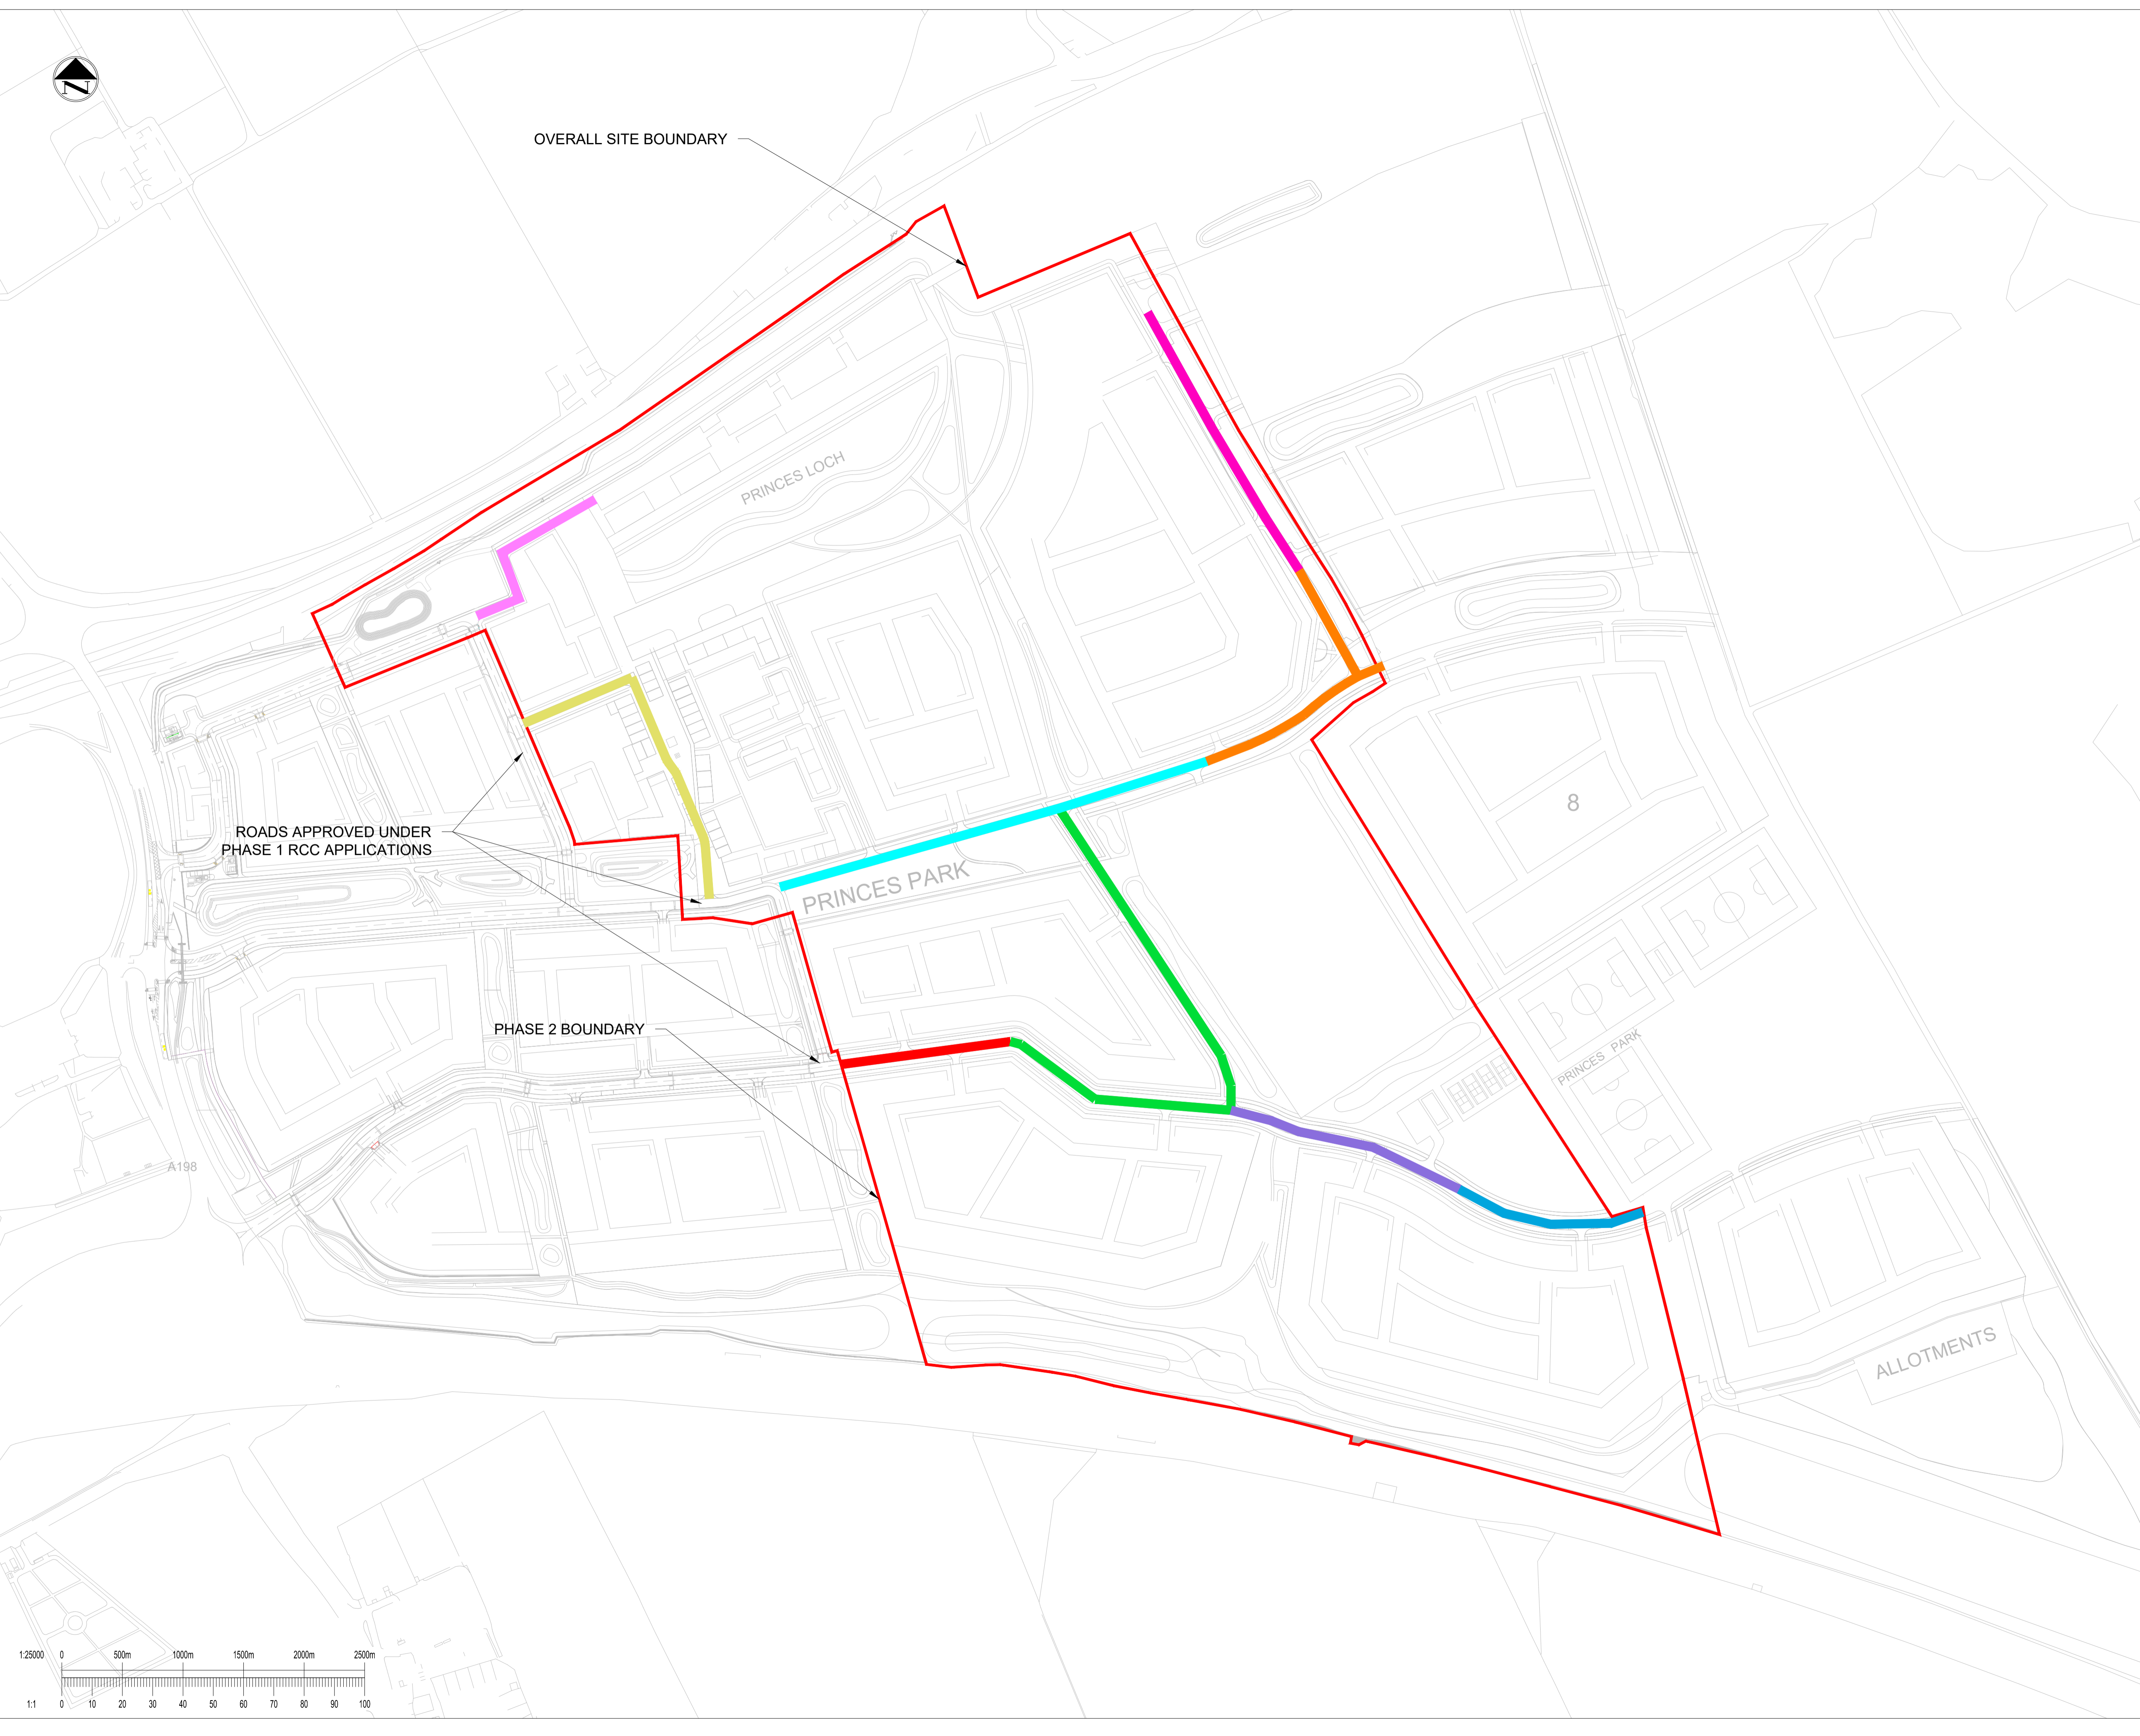 N
OVERALL SITE BOUNDARY
PRINCES LOCH
8
ROADS APPROVED UNDER
PHASE 1 RCC APPLICATIONS
PRINCES PARK
PHASE 2 BOUNDARY
PRINCES PARK
A198
ALLOTMENTS
1:25000 0 500m 1000m 1500m 2000m 2500m
1:1 0 10 20 30 40 50 60 70 80 90 100